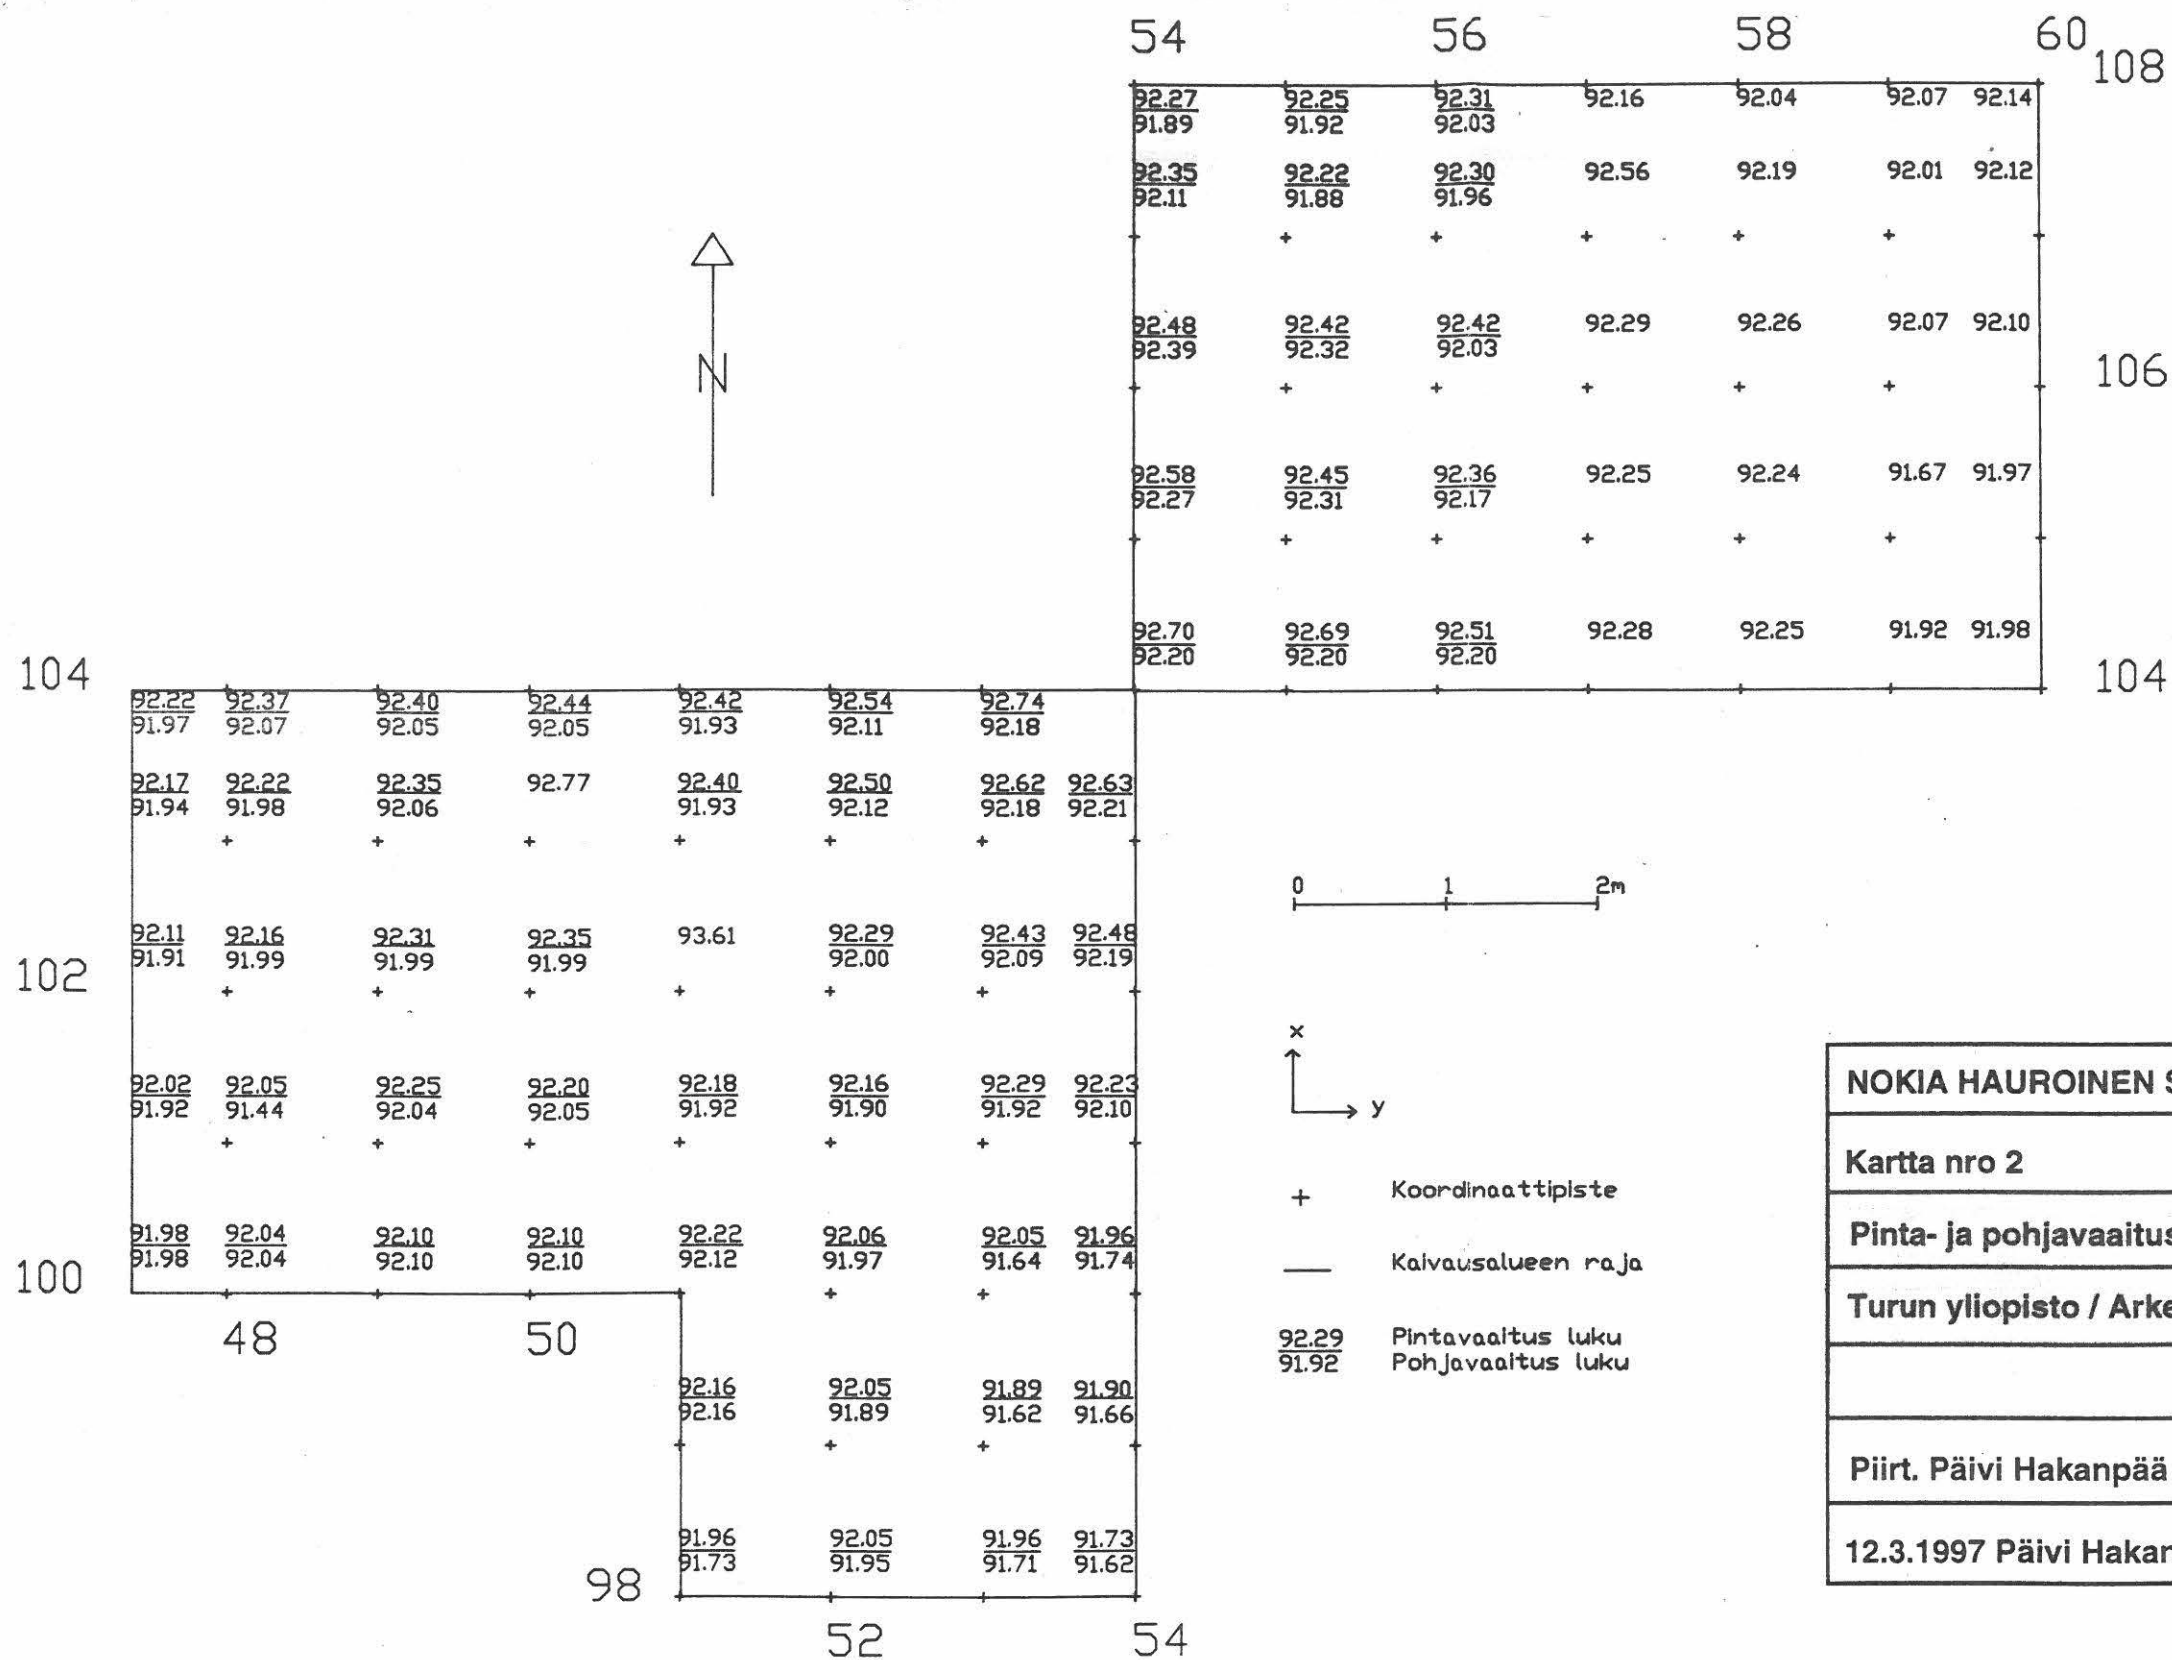 54 56 58 60
108
92.27 92.25 92.31 92.16 92.04 92.07 92.14
91.89 91.92 92.03
92.35 92.22 92.30 92.56 92.19 92.01 92.12
92.11 91.88 91.96
N
92.48 92.42 92.42 92.29 92.26 92.07 92.10
92.39 92.32 92.03
106
92.58 92.45 92.36 92.25 92.24 91.67 91.97
92.27 92.31 92.17
92.70 92.69 92.51 92.28 92.25 91.92 91.98
92.20 92.20 92.20
104 104
92.22 92.37 92.40 92.44 92.42 92.54 92.74
91.97 92.07 92.05 92.05 91.93 92.11 92.18
92.17 92.22 92.35 92.77 92.40 92.50 92.62 92.63
91.94 91.98 92.06 91.93 92.12 92.18 92.21
0 1 2m
92.11 92.16 92.31 92.35 93.61 92.29 92.43 92.48
91.91 91.99 91.99 91.99 92.00 92.09 92.19
102
x
y
92.02 92.05 92.25 92.20 92.18 92.16 92.29 92.23
91.92 91.44 92.04 92.05 91.92 91.90 91.92 92.10
91.98 92.04 92.10 92.10 92.22 92.06 92.05 91.96
91.98 92.04 92.10 92.10 92.12 91.97 91.64 91.74
100
48 50
92.16 92.05 91.89 91.90
92.16 91.89 91.62 91.66
91.96 92.05 91.96 91.73
91.73 91.95 91.71 91.62
98
52 54
+ Koordinaattipiste
Kaivausalueen raja
92.29 Pintavaaitus luku
91.92 Pohjavaaitus luku
NOKIA HAUROINEN S
Kartta nro 2
Pinta- ja pohjavaaitus
Turun yliopisto / Arke
Piirt. Päivi Hakanpää
12.3.1997 Päivi Hakan